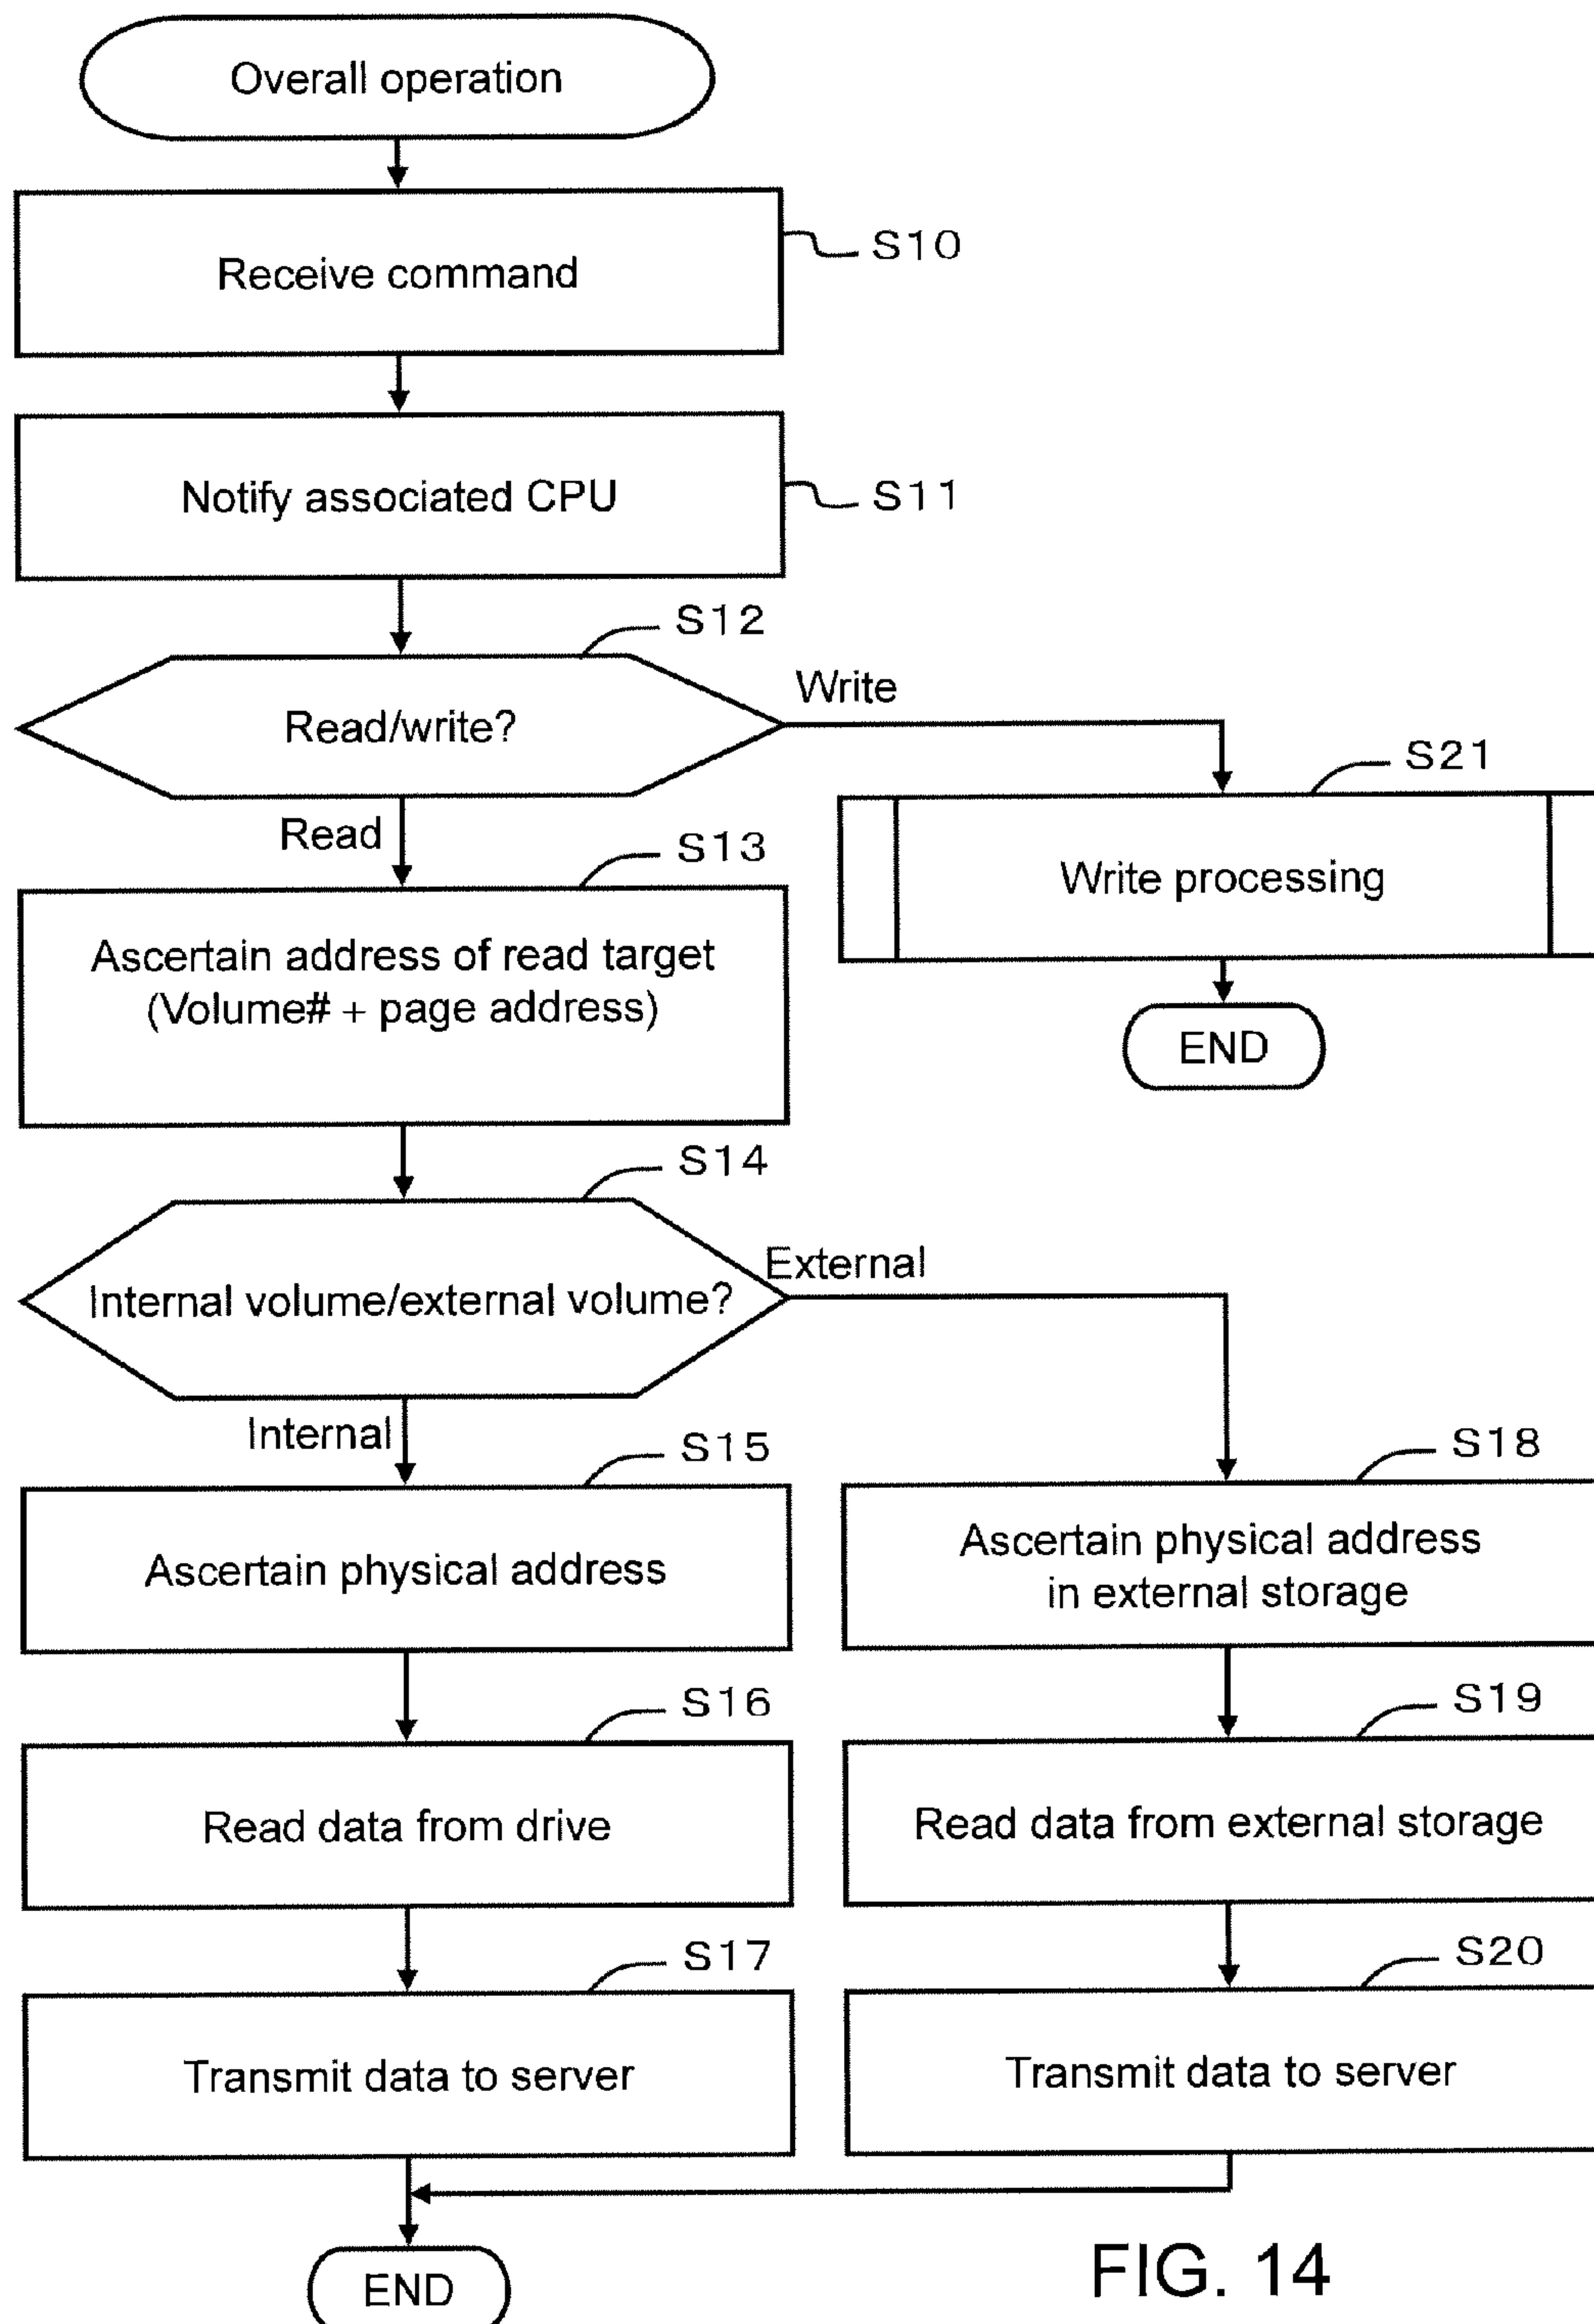 Overall operation
Receive command
S10
Notify associated CPU
S11
S12
Read/write?
Write
Read
S21
Write processing
END
S13
Ascertain address of read target
(Volume# + page address)
S14
Internal volume/external volume?
External
Internal
S15
Ascertain physical address
S18
Ascertain physical address
in external storage
S16
Read data from drive
S19
Read data from external storage
S17
Transmit data to server
S20
Transmit data to server
END
FIG. 14